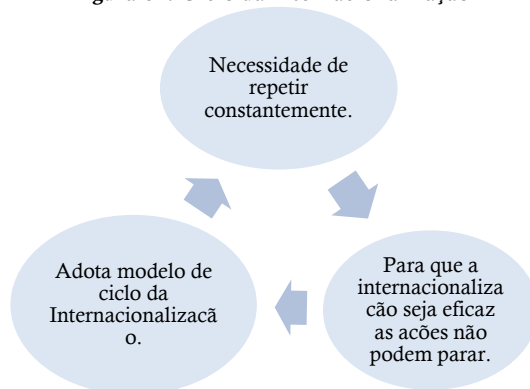 Necessidade de
repetir
constantemente.
Para que a
internacionaliza
cão seja eficaz
as acões não
podem parar.
Adota modelo de
ciclo da
Internacionalizacã
o.